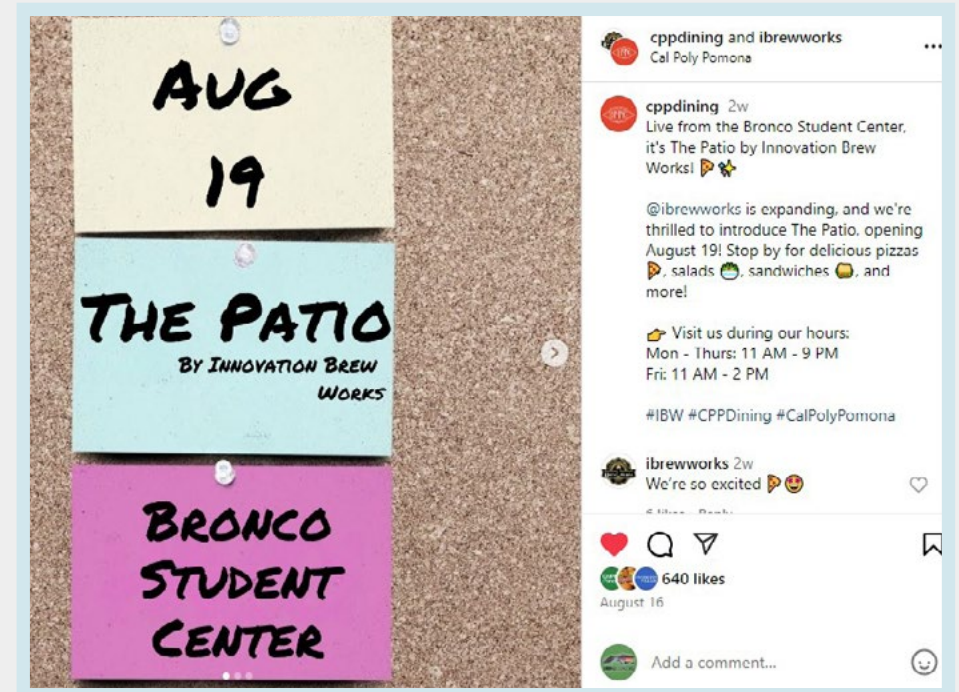 AUG
19
THE PATIO
BY INNOVATION BREW
WORKS
BRONCO
STUDENT
CENTER
cppdining and ibrewworks
Cal Poly Pomona
cppdining 2w
Live from the Bronco Student Center,
it's The Patio by Innovation Brew
Works! 🍕✨
@ibrewworks is expanding, and we're
thrilled to introduce The Patio, opening
August 19! Stop by for delicious pizzas
🍕, salads 🥗, sandwiches 🥪, and
more!
👉 Visit us during our hours:
Mon - Thurs: 11 AM - 9 PM
Fri: 11 AM - 2 PM
#IBW #CPPDining #CalPolyPomona
ibrewworks 2w
We're so excited 🍕😍
6 likes Reply
640 likes
August 16
Add a comment...